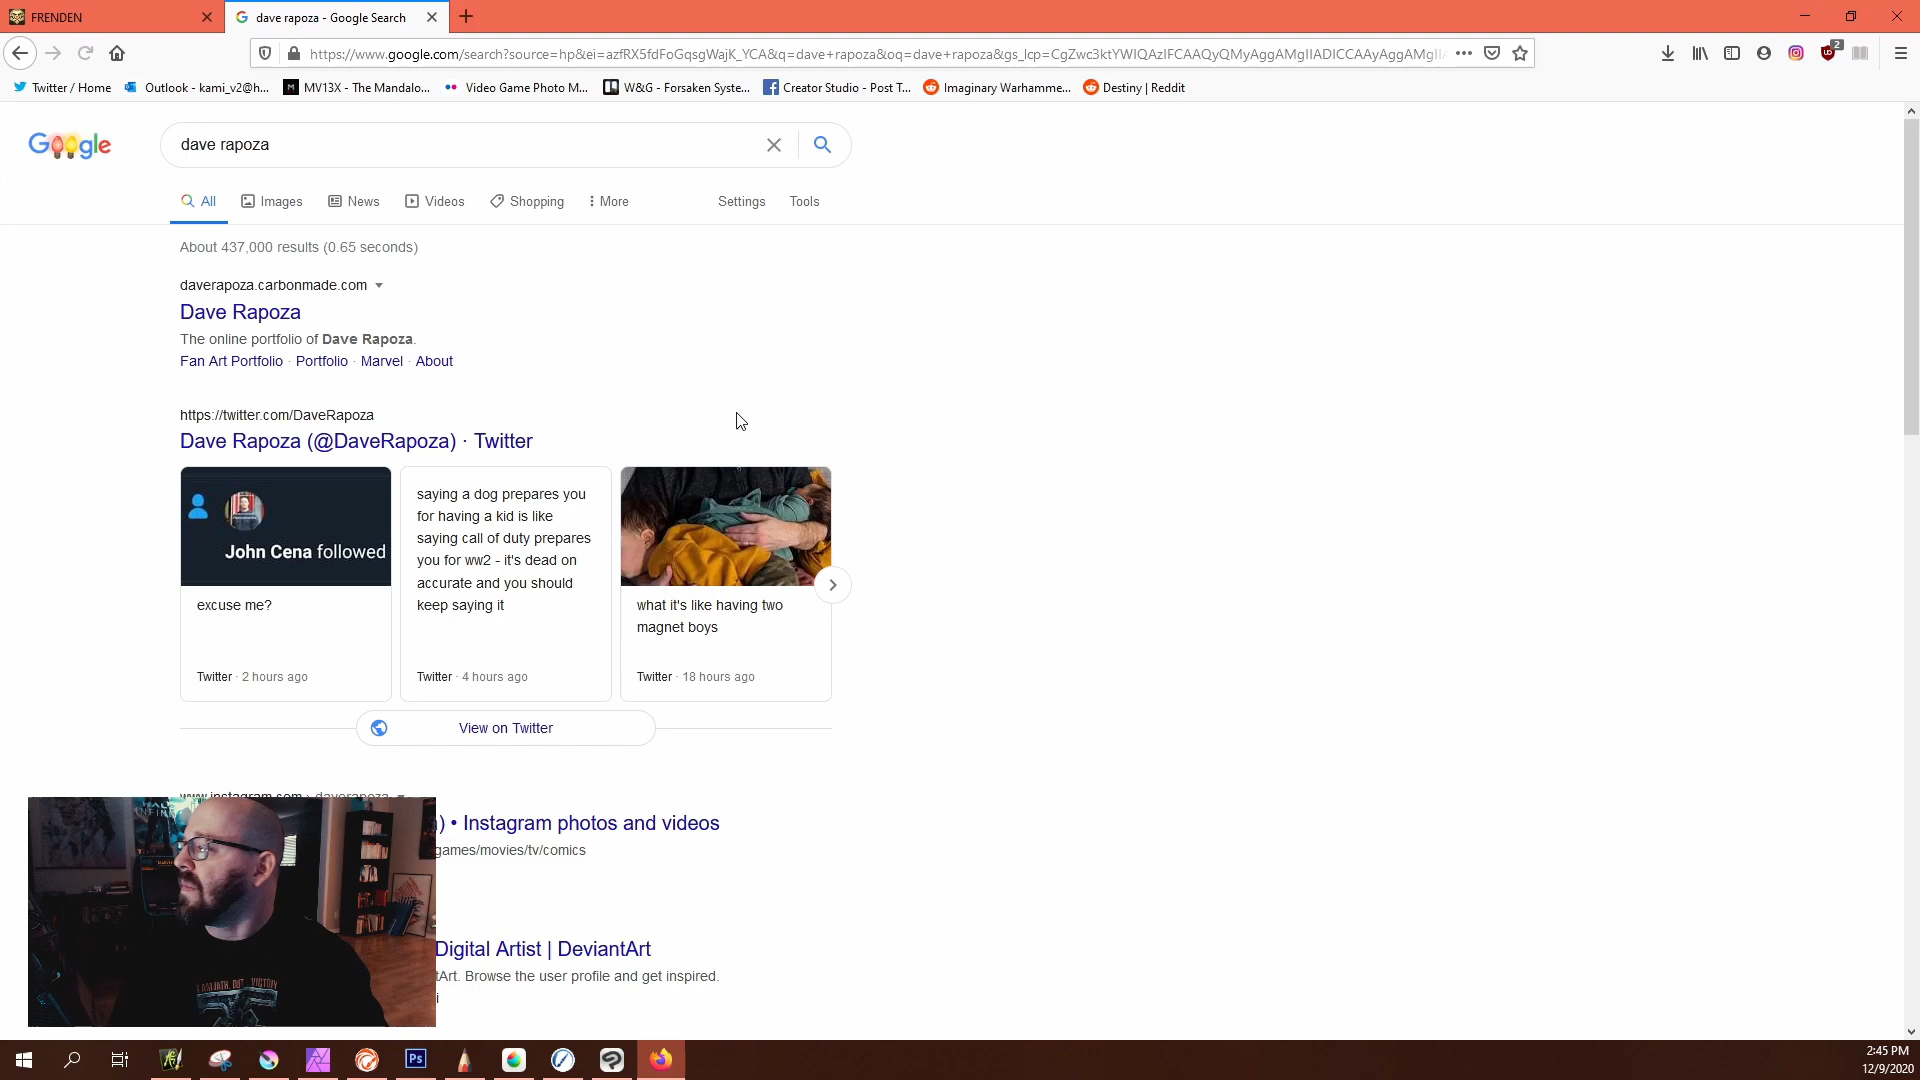 FRENDEN
dave rapoza - Google Search
https://www.google.com/search?source=hp&ei=azfRX5fdFoGqsgWajK_YCA&q=dave+rapoza&oq=dave+rapoza&gs_lcp=CgZwc3ktYWIQAzIFCAAQyQMyAggAMgIIADICCAAyAggAMgII
2
Twitter / Home
Outlook - kami_v2@h...
MV13X - The Mandalo...
Video Game Photo M...
W&G - Forsaken Syste...
Creator Studio - Post T...
Imaginary Warhamme...
Destiny | Reddit
Google
dave rapoza
All
Images
News
Videos
Shopping
More
Settings
Tools
About 437,000 results (0.65 seconds)
daverapoza.carbonmade.com
Dave Rapoza
The online portfolio of Dave Rapoza.
Fan Art Portfolio · Portfolio · Marvel · About
https://twitter.com/DaveRapoza
Dave Rapoza (@DaveRapoza) · Twitter
John Cena followed
excuse me?
Twitter · 2 hours ago
saying a dog prepares you
for having a kid is like
saying call of duty prepares
you for ww2 - it's dead on
accurate and you should
keep saying it
Twitter · 4 hours ago
what it's like having two
magnet boys
Twitter · 18 hours ago
View on Twitter
www.instagram.com › daverapoza
) • Instagram photos and videos
games/movies/tv/comics
Digital Artist | DeviantArt
tArt. Browse the user profile and get inspired.
i
Ps
2:45 PM
12/9/2020